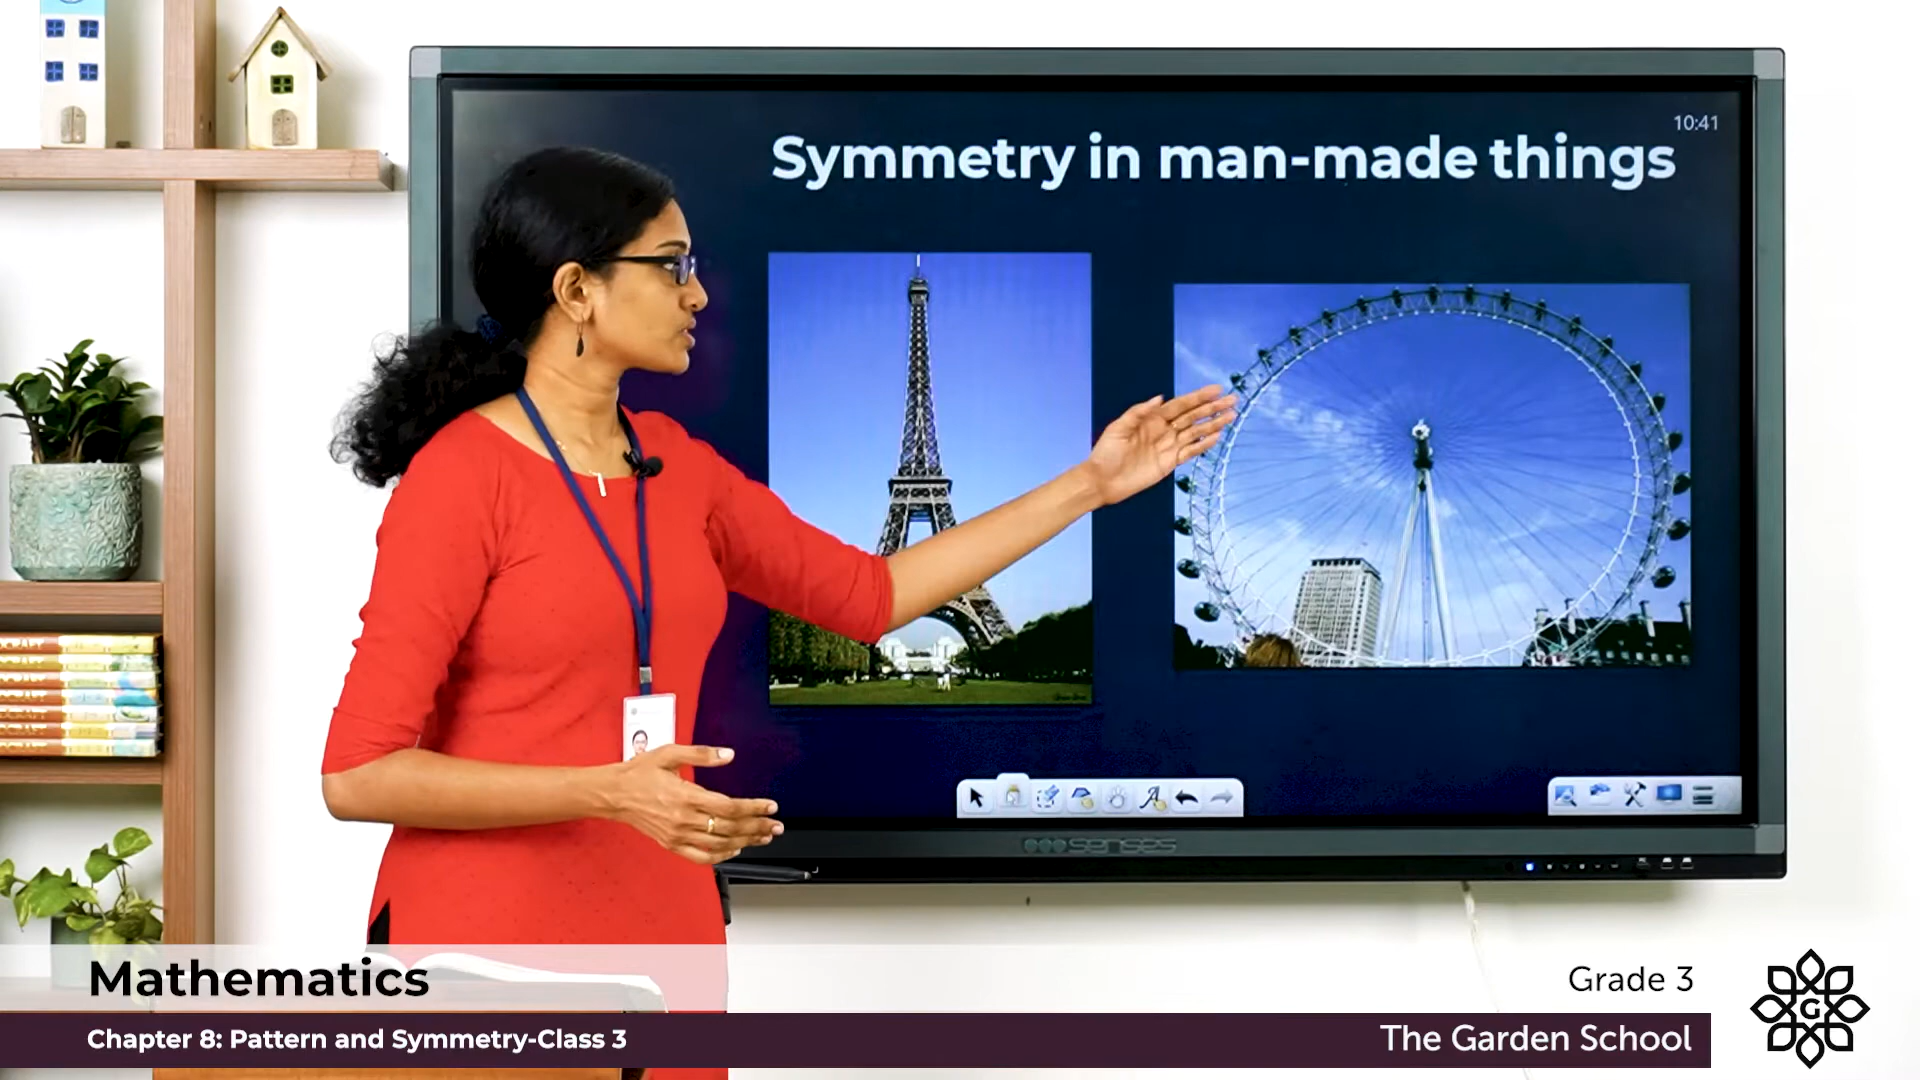 10:41
Symmetry in man-made things
senses
Mathematics
Grade 3
Chapter 8: Pattern and Symmetry-Class 3
The Garden School
G